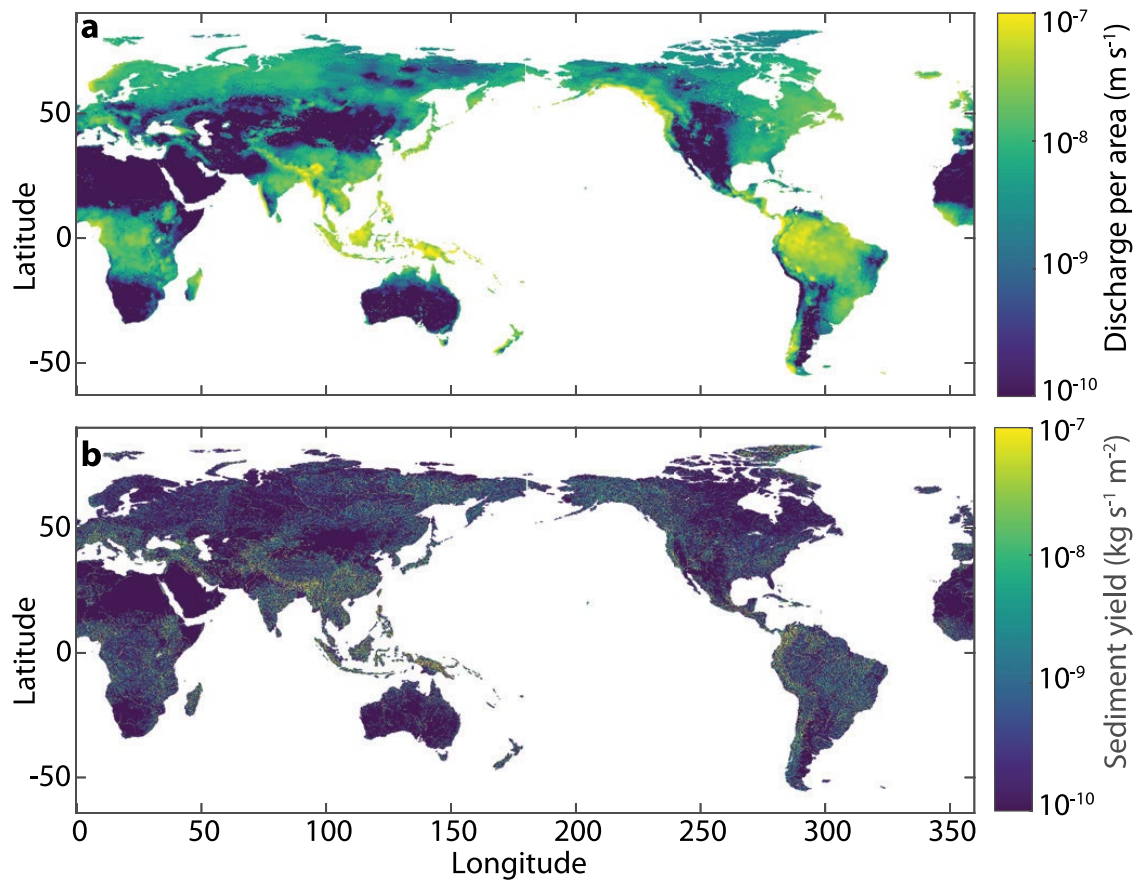 a
50
0
-50
Latitude
10⁻⁷
10⁻⁸
10⁻⁹
10⁻¹⁰
Discharge per area (m s⁻¹)
b
50
0
-50
Latitude
10⁻⁷
10⁻⁸
10⁻⁹
10⁻¹⁰
Sediment yield (kg s⁻¹ m⁻²)
0 50 100 150 200 250 300 350
Longitude